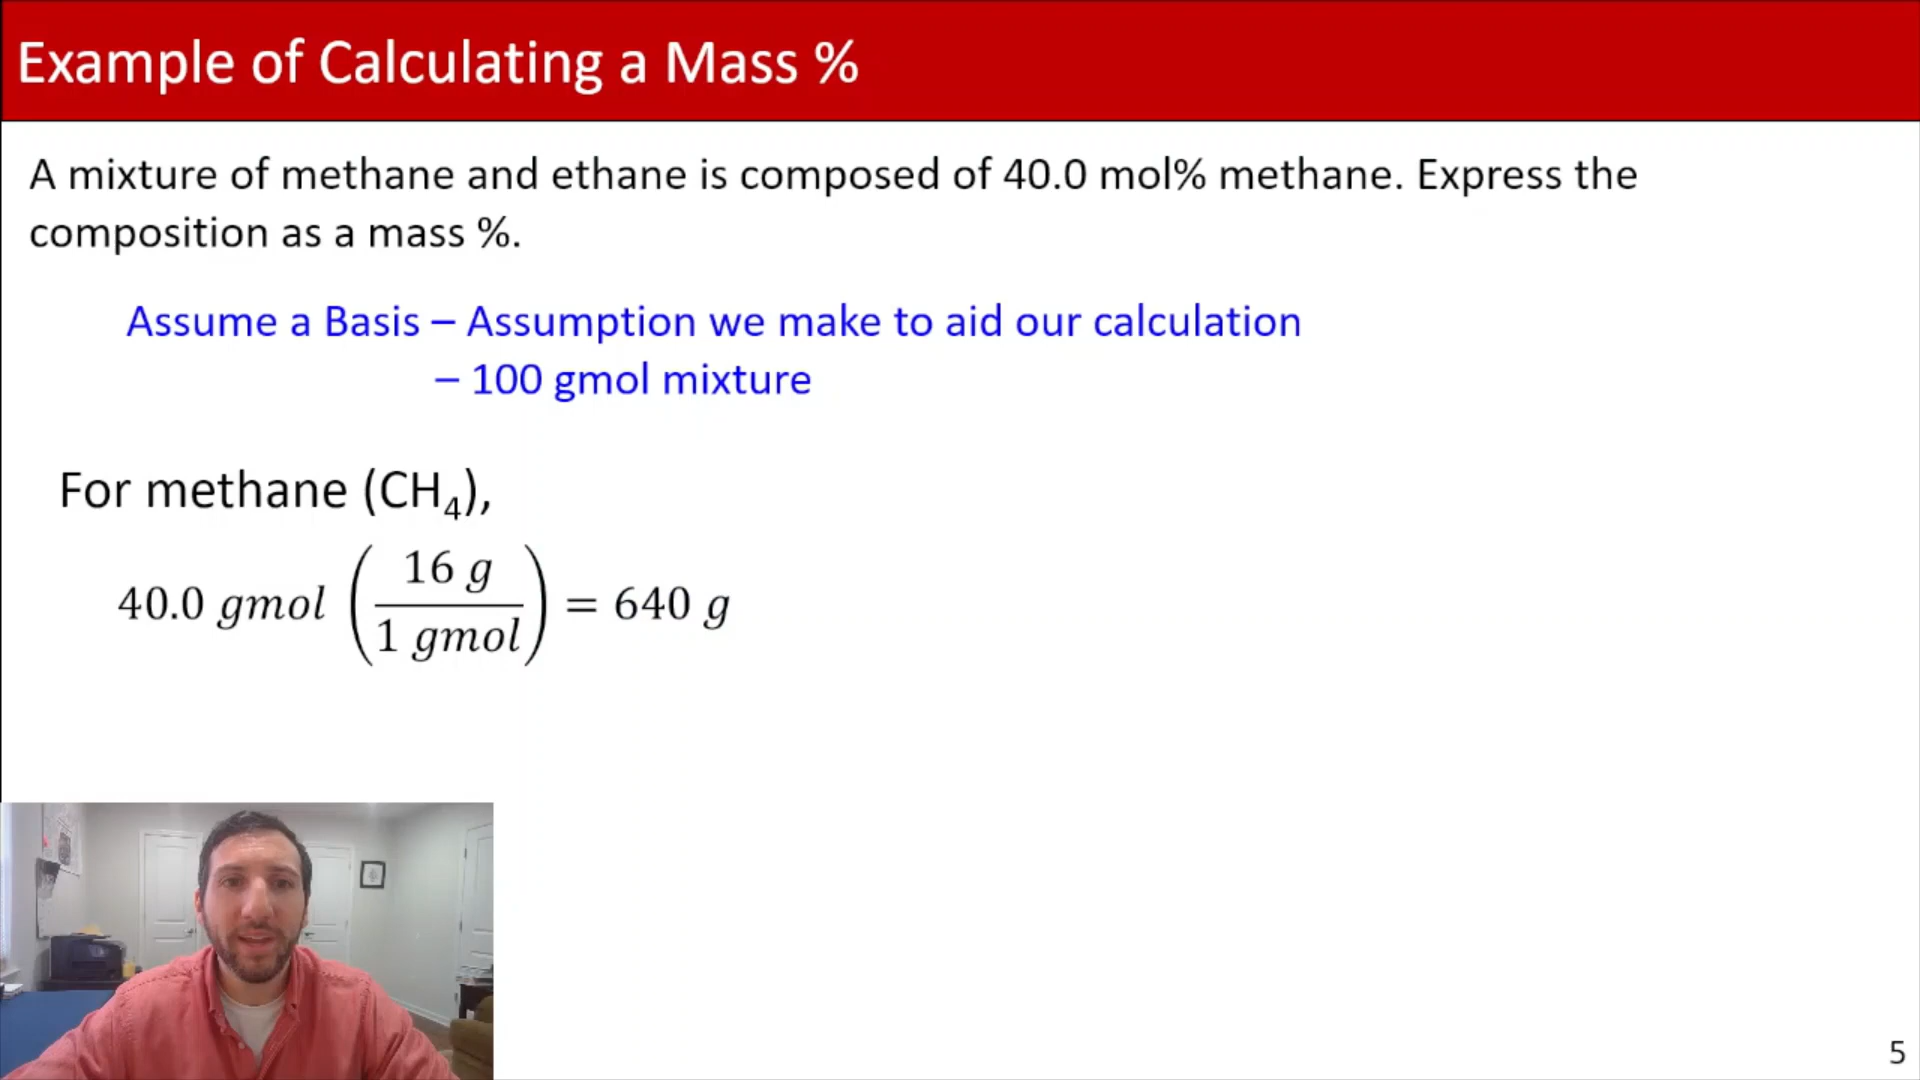 Example of Calculating a Mass %
A mixture of methane and ethane is composed of 40.0 mol% methane. Express the
composition as a mass %.
Assume a Basis – Assumption we make to aid our calculation
– 100 gmol mixture
For methane (CH₄),
40.0 gmol (16 g / 1 gmol) = 640 g
5